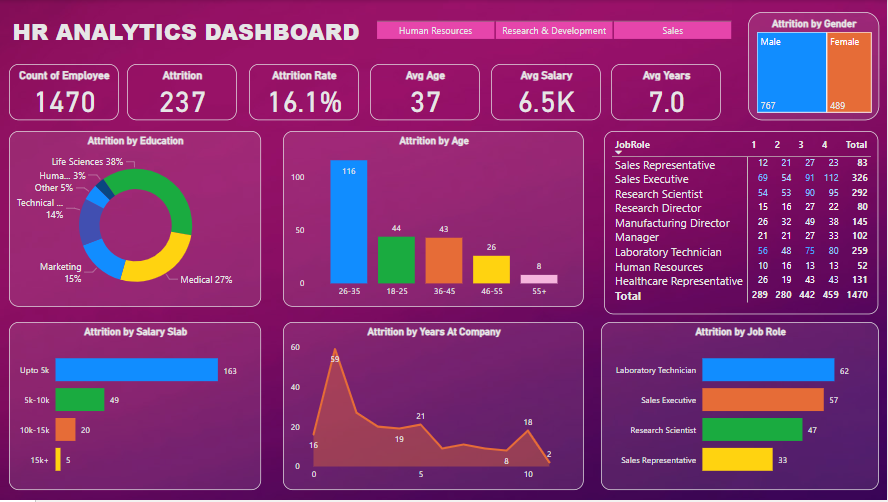 HR ANALYTICS DASHBOARD
Human Resources
Research & Development
Sales
Attrition by Gender
Male
Female
767
489
Count of Employee
1470
Attrition
237
Attrition Rate
16.1%
Avg Age
37
Avg Salary
6.5K
Avg Years
7.0
Attrition by Education
Life Sciences 38%
Huma... 3%
Other 5%
Technical ...
14%
Marketing
15%
Medical 27%
Attrition by Age
100
50
0
116
44
43
26
8
26-35
18-25
36-45
46-55
55+
JobRole 1 2 3 4 Total
Sales Representative 12 21 27 23 83
Sales Executive 69 54 91 112 326
Research Scientist 54 53 90 95 292
Research Director 15 16 27 22 80
Manufacturing Director 26 32 49 38 145
Manager 21 21 27 33 102
Laboratory Technician 56 48 75 80 259
Human Resources 10 16 13 13 52
Healthcare Representative 26 19 43 43 131
Total 289 280 442 459 1470
Attrition by Salary Slab
Upto 5k 163
5k-10k 49
10k-15k 20
15k+ 5
Attrition by Years At Company
60
40
20
0
59
16
19
21
8
18
2
0
5
10
Attrition by Job Role
Laboratory Technician 62
Sales Executive 57
Research Scientist 47
Sales Representative 33